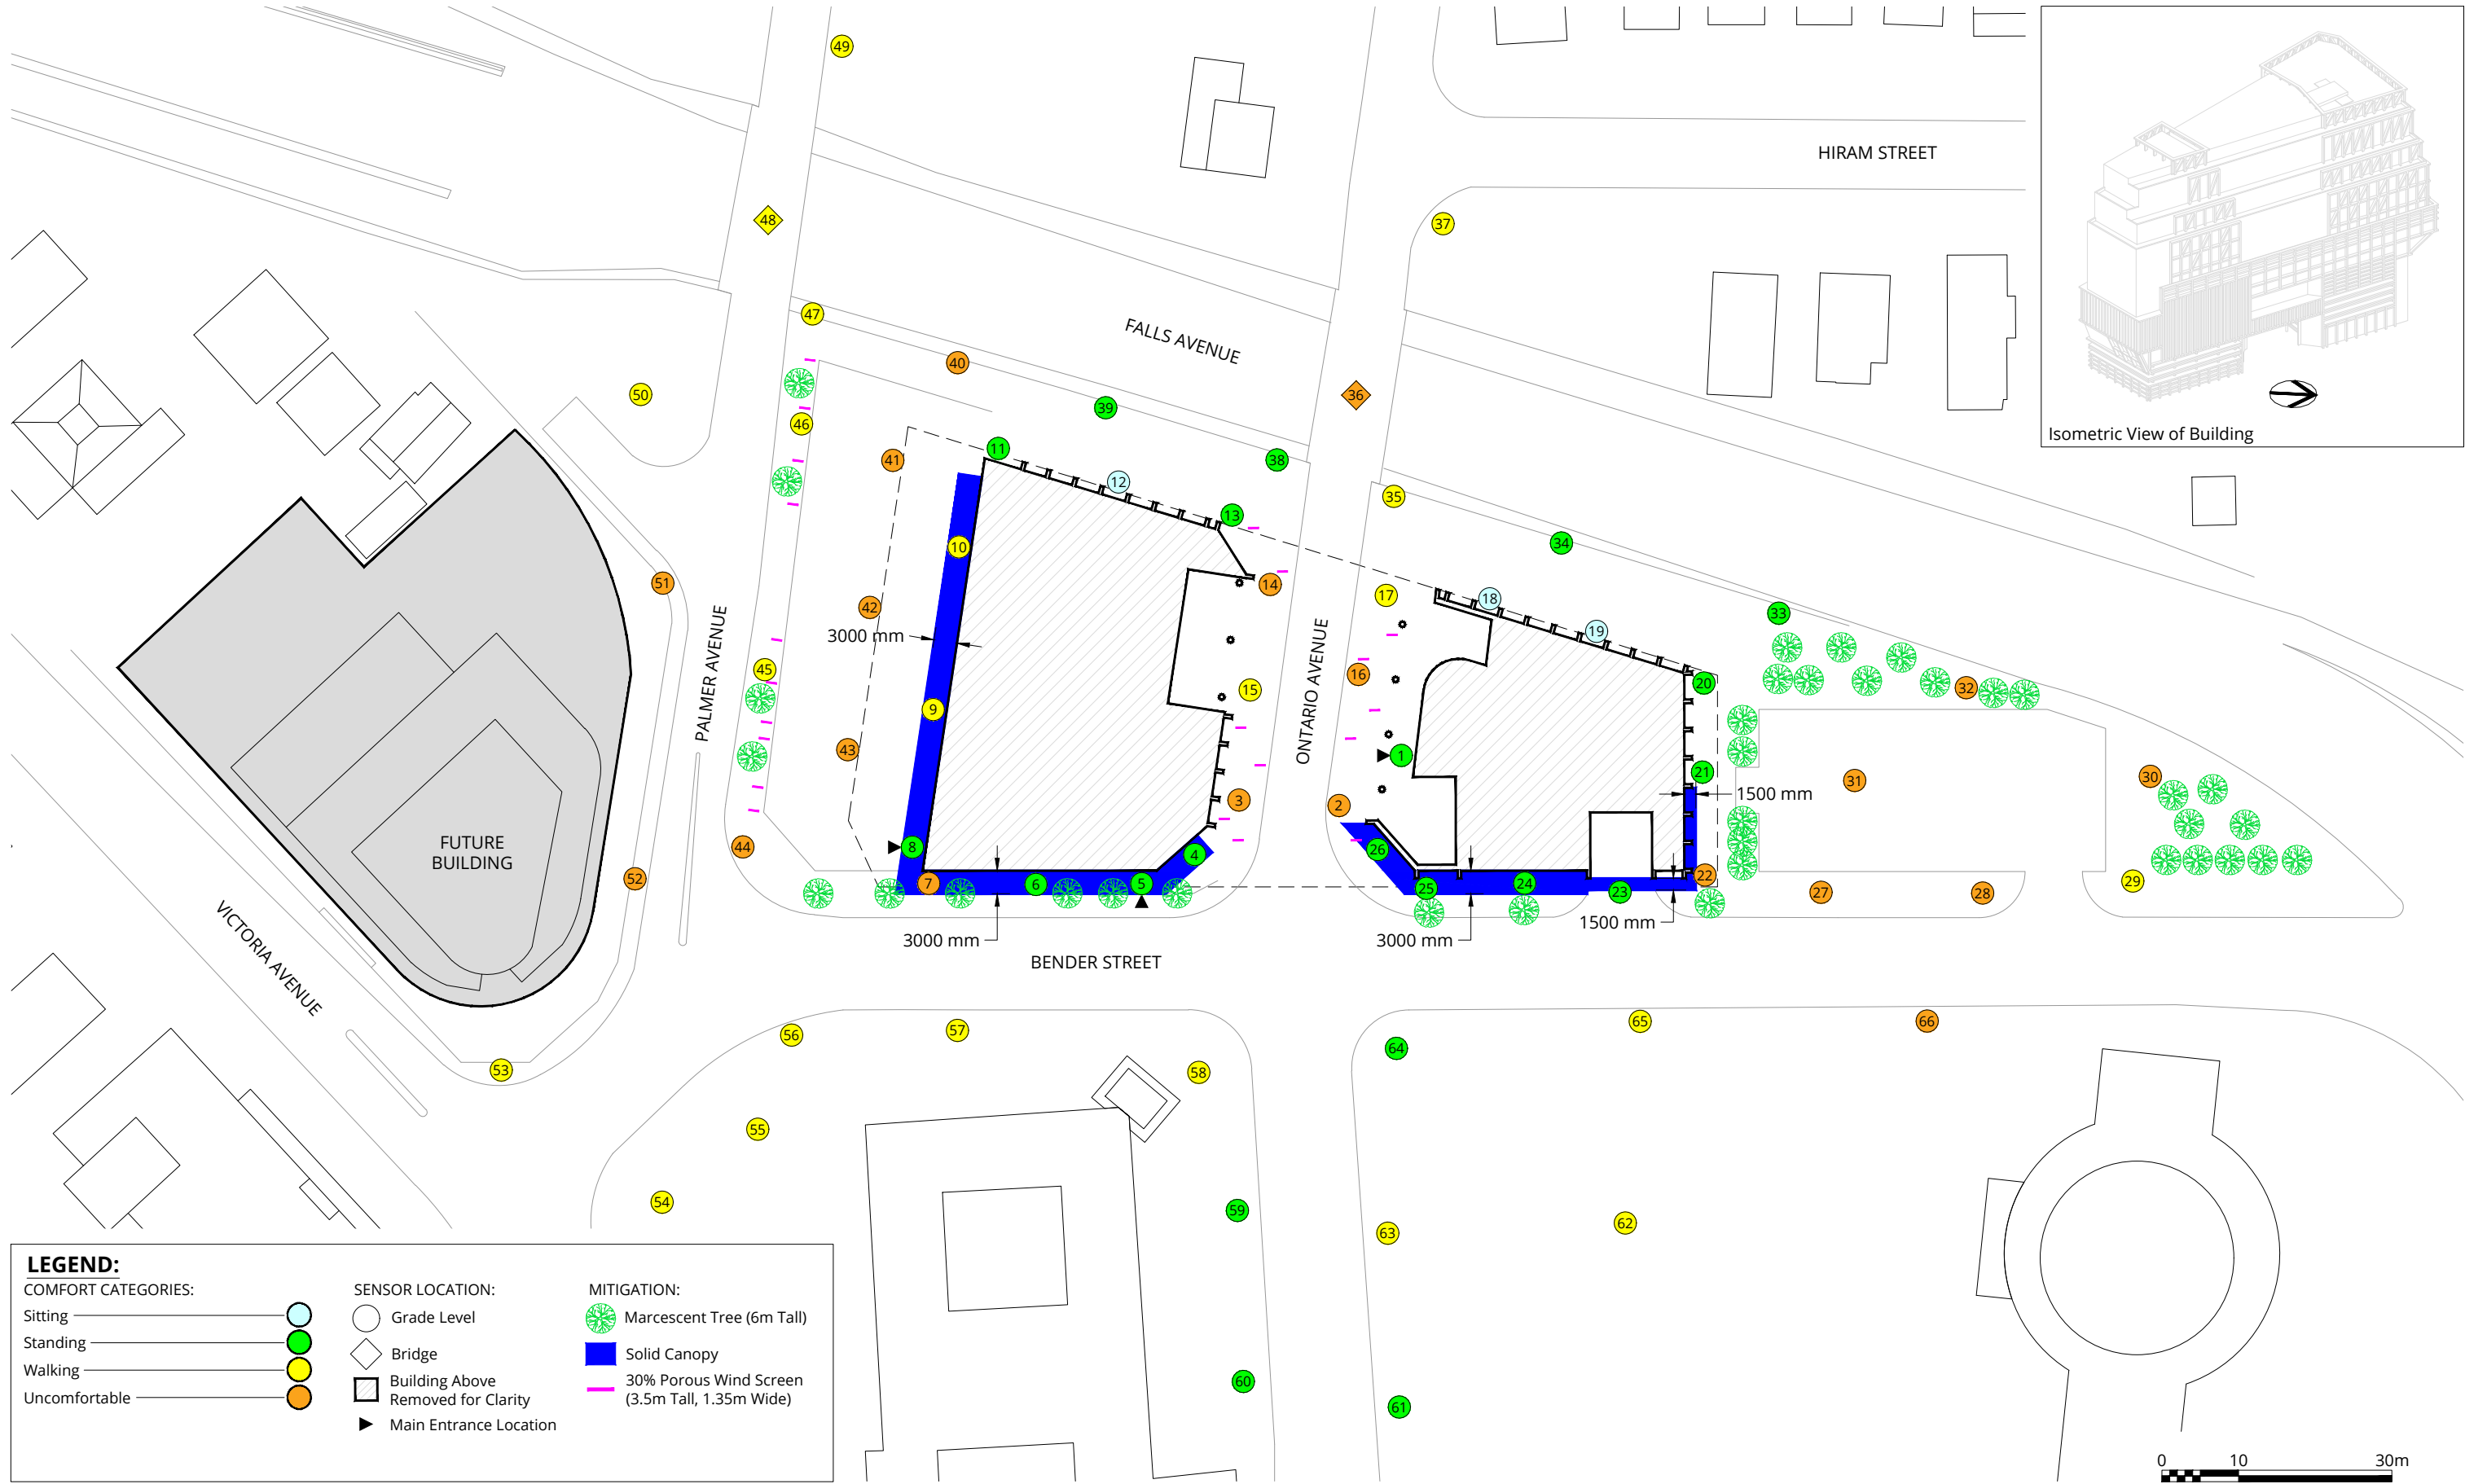 49
HIRAM STREET
48
37
47
FALLS AVENUE
40
50
36
39
Isometric View of Building
46
11
41
38
12
35
13
10
34
51
14
17
18
42
33
3000 mm
19
PALMER AVENUE
ONTARIO AVENUE
45
16
20
32
15
9
43
1
21
30
31
1500 mm
3
2
FUTURE
BUILDING
44
8
26
4
52
7
6
5
25
24
23
22
27
28
29
1500 mm
3000 mm
3000 mm
VICTORIA AVENUE
BENDER STREET
56
57
65
66
64
53
58
55
54
59
62
63
60
61
LEGEND:
COMFORT CATEGORIES:
Sitting
Standing
Walking
Uncomfortable
SENSOR LOCATION:
Grade Level
Bridge
Building Above
Removed for Clarity
Main Entrance Location
MITIGATION:
Marcescent Tree (6m Tall)
Solid Canopy
30% Porous Wind Screen
(3.5m Tall, 1.35m Wide)
0 10 30m